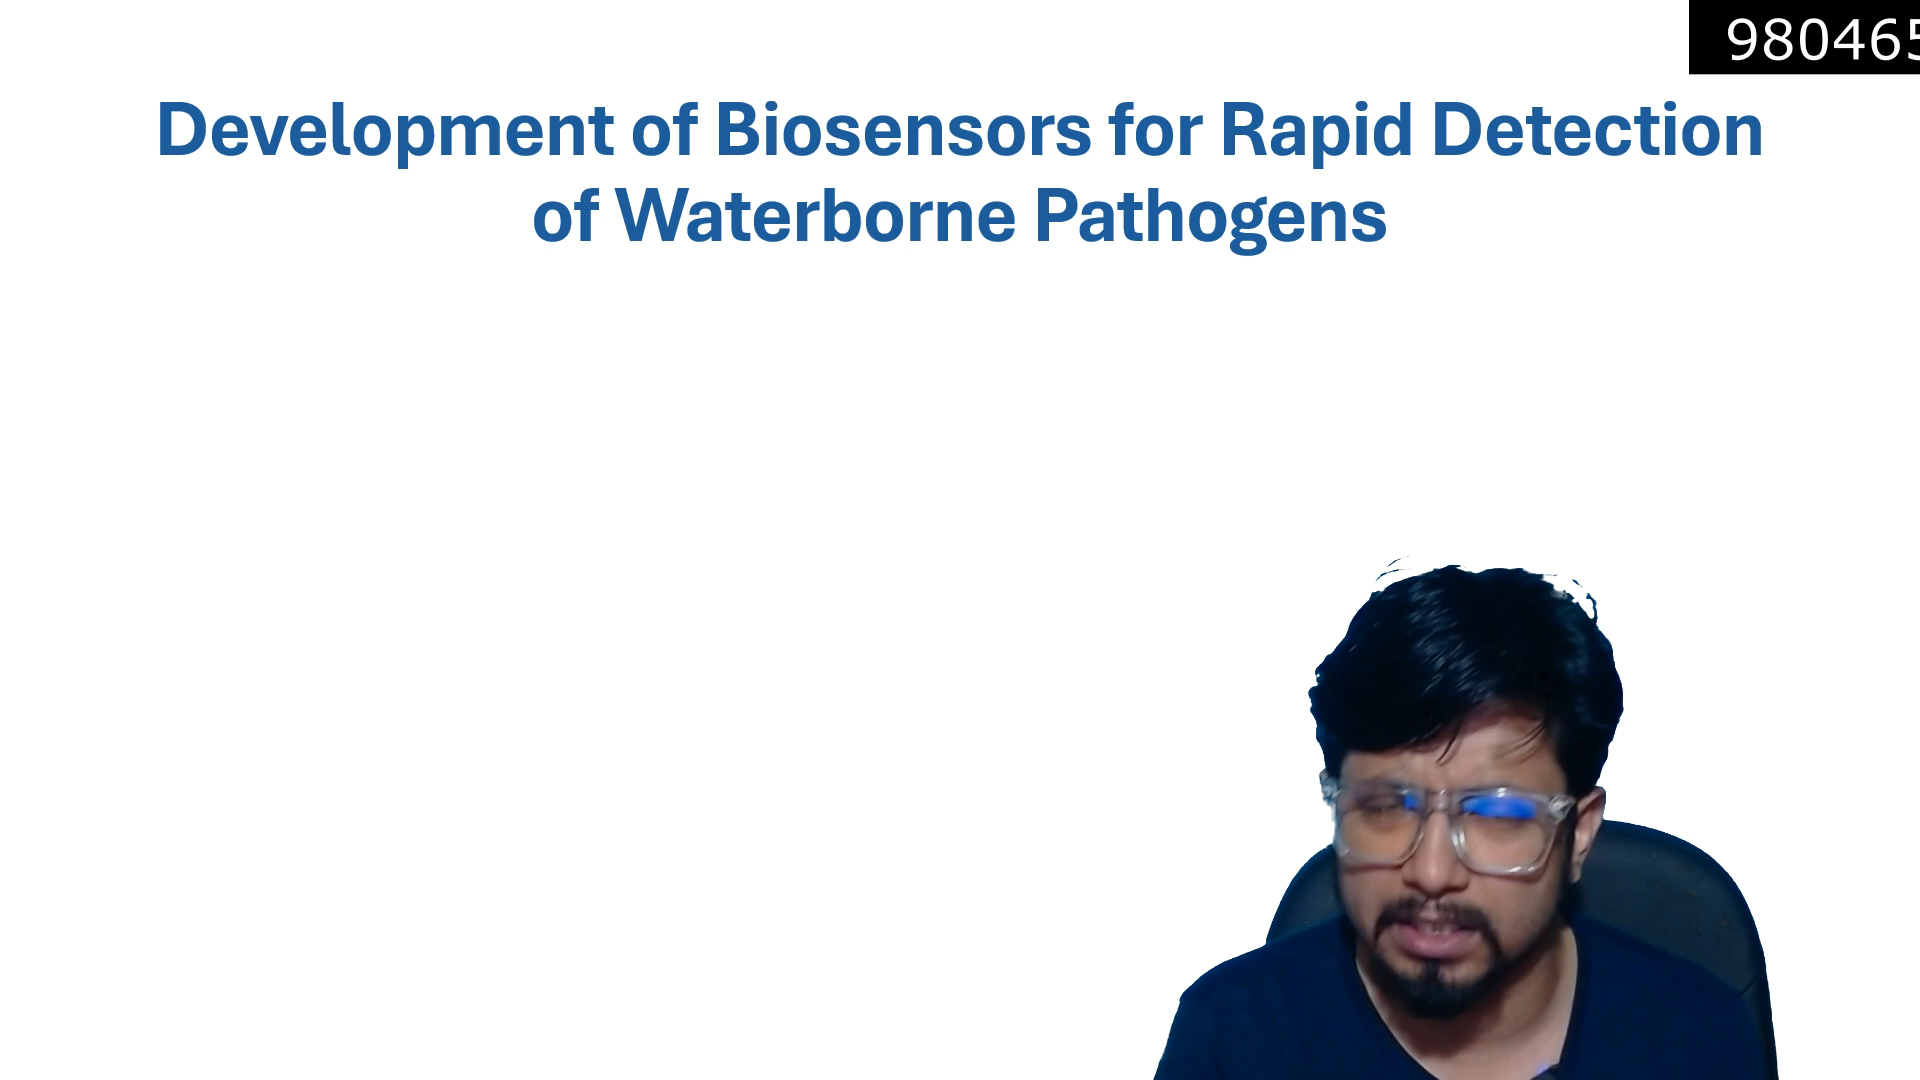 980465
Development of Biosensors for Rapid Detection
of Waterborne Pathogens